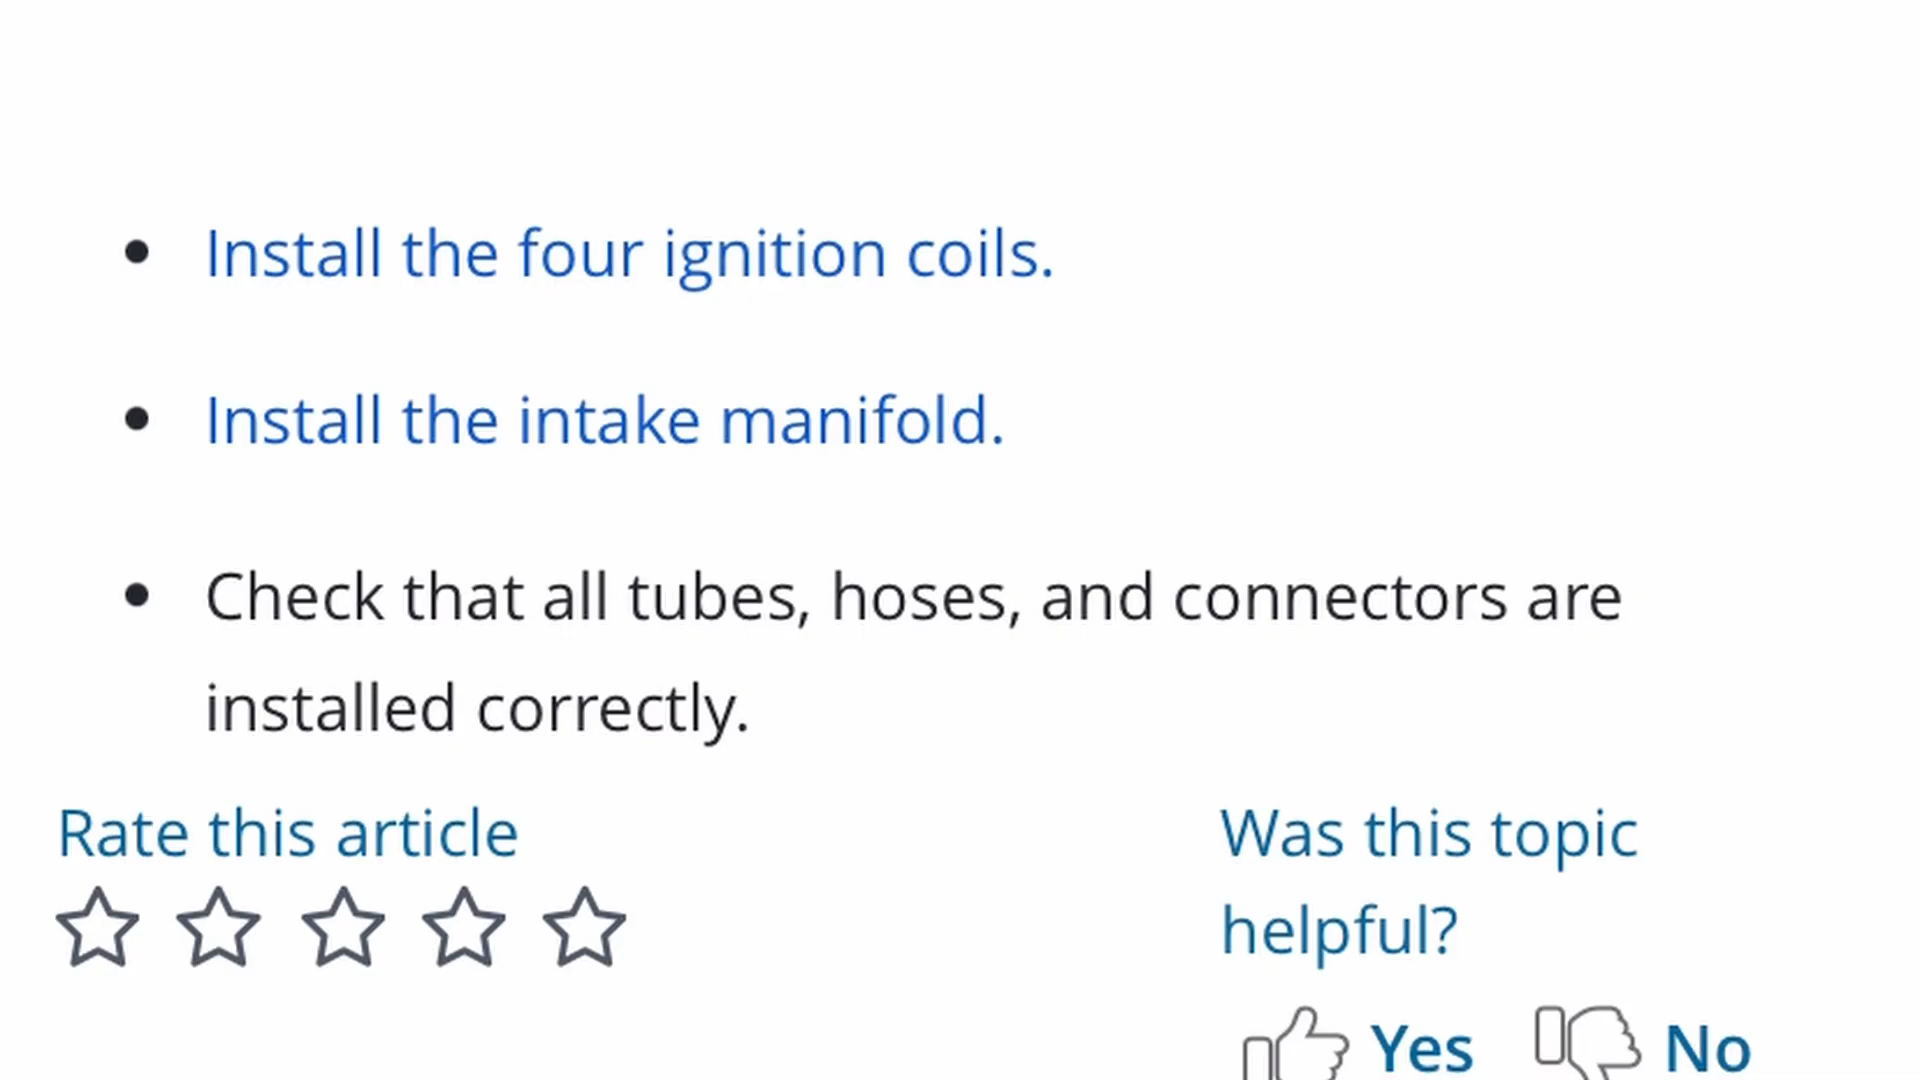 Install the four ignition coils.
Install the intake manifold.
Check that all tubes, hoses, and connectors are
installed correctly.
Rate this article
Was this topic
helpful?
Yes
No